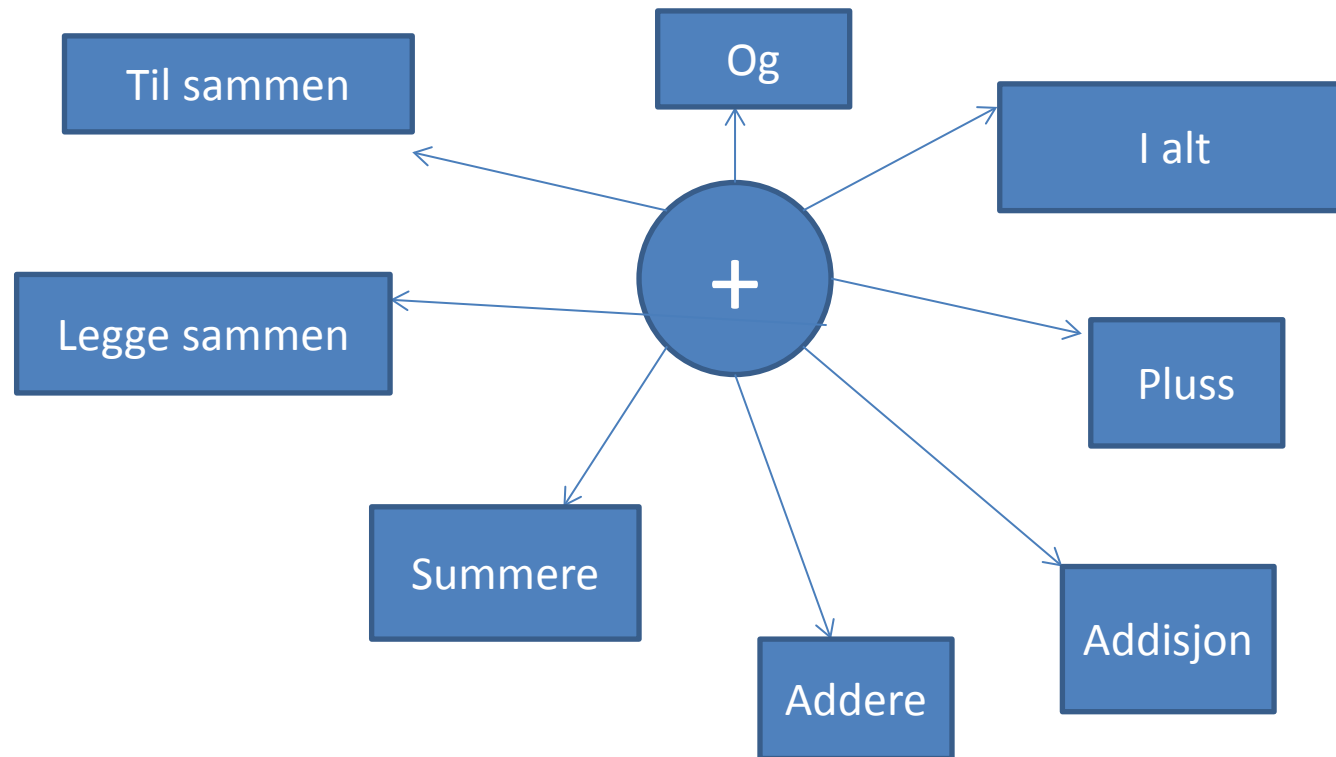 Til sammen
Og
I alt
+
Legge sammen
Pluss
Summere
Addisjon
Addere